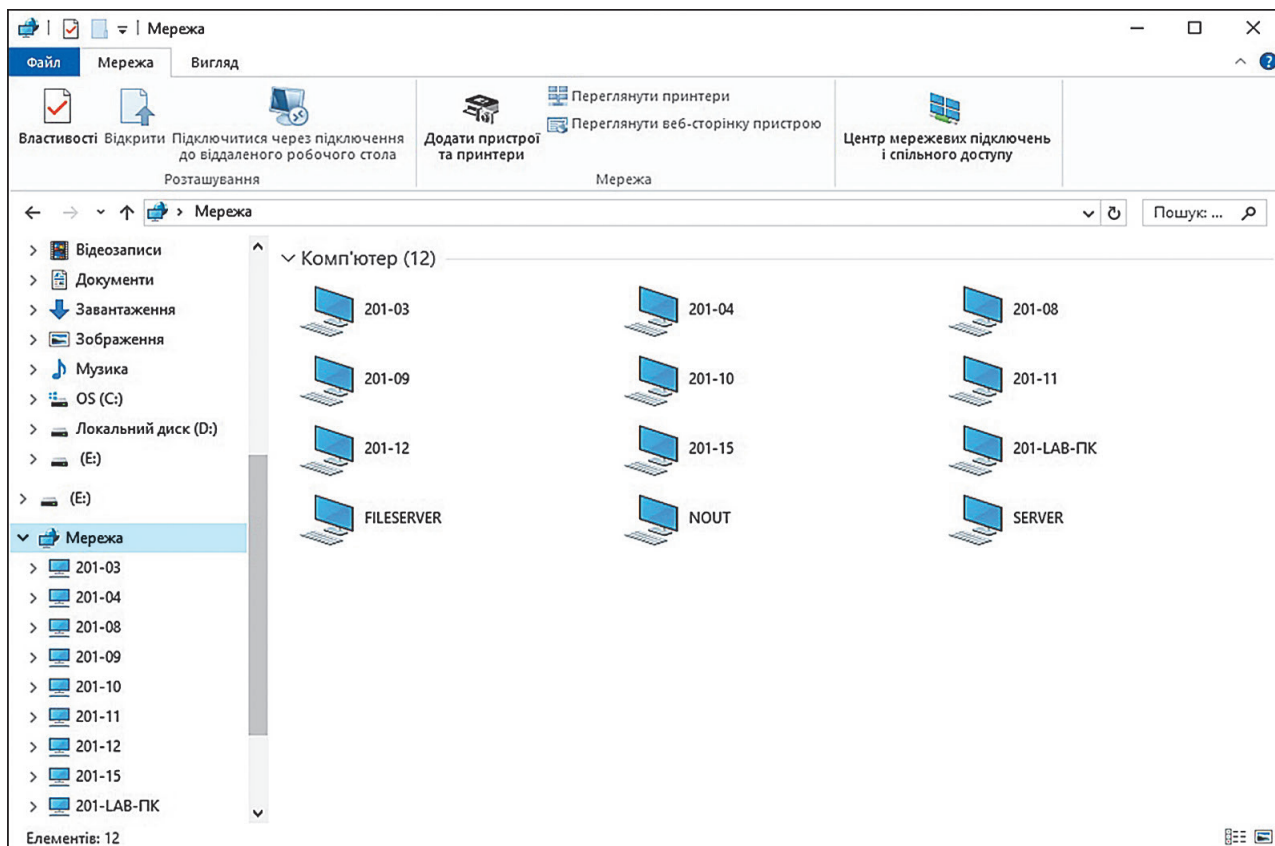 Мережа
Файл Мережа Вигляд
Властивості Відкрити Підключитися через підключення до віддаленого робочого стола
Розташування
Додати пристрої та принтери
Переглянути принтери
Переглянути веб-сторінку пристрою
Мережа
Центр мережевих підключень і спільного доступу
Мережа
Пошук: ...
Відеозаписи
Документи
Завантаження
Зображення
Музика
OS (C:)
Локальний диск (D:)
(E:)
(E:)
Мережа
201-03
201-04
201-08
201-09
201-10
201-11
201-12
201-15
201-LAB-ПК
Комп'ютер (12)
201-03 201-04 201-08
201-09 201-10 201-11
201-12 201-15 201-LAB-ПК
FILESERVER NOUT SERVER
Елементів: 12